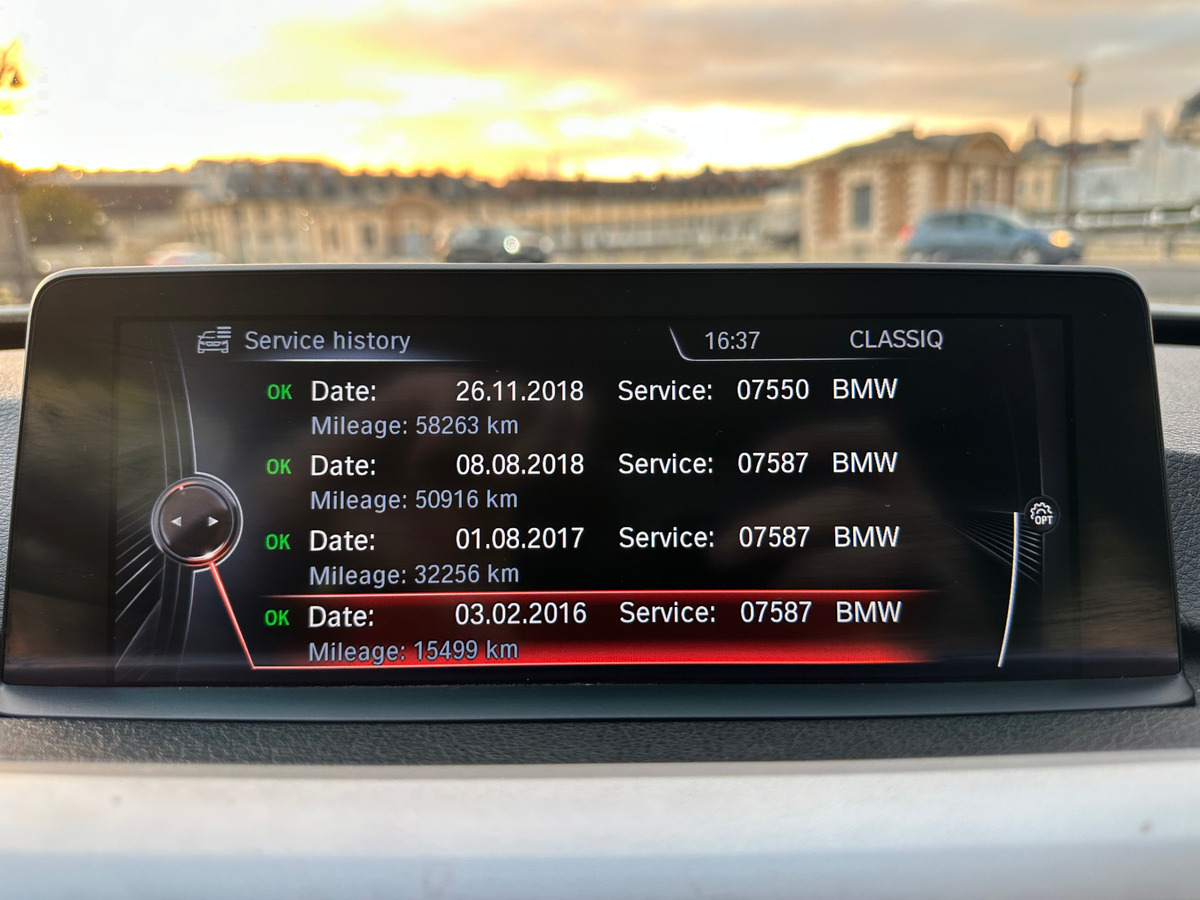 Service history 16:37 CLASSIQ
OK Date: 26.11.2018 Service: 07550 BMW
Mileage: 58263 km
OK Date: 08.08.2018 Service: 07587 BMW
Mileage: 50916 km
OK Date: 01.08.2017 Service: 07587 BMW
Mileage: 32256 km
OK Date: 03.02.2016 Service: 07587 BMW
Mileage: 15499 km
OPT